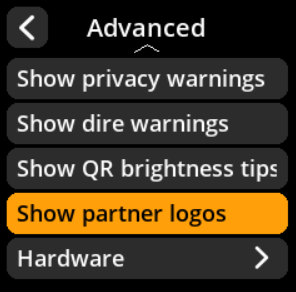 Advanced
Show privacy warnings
Show dire warnings
Show QR brightness tips
Show partner logos
Hardware